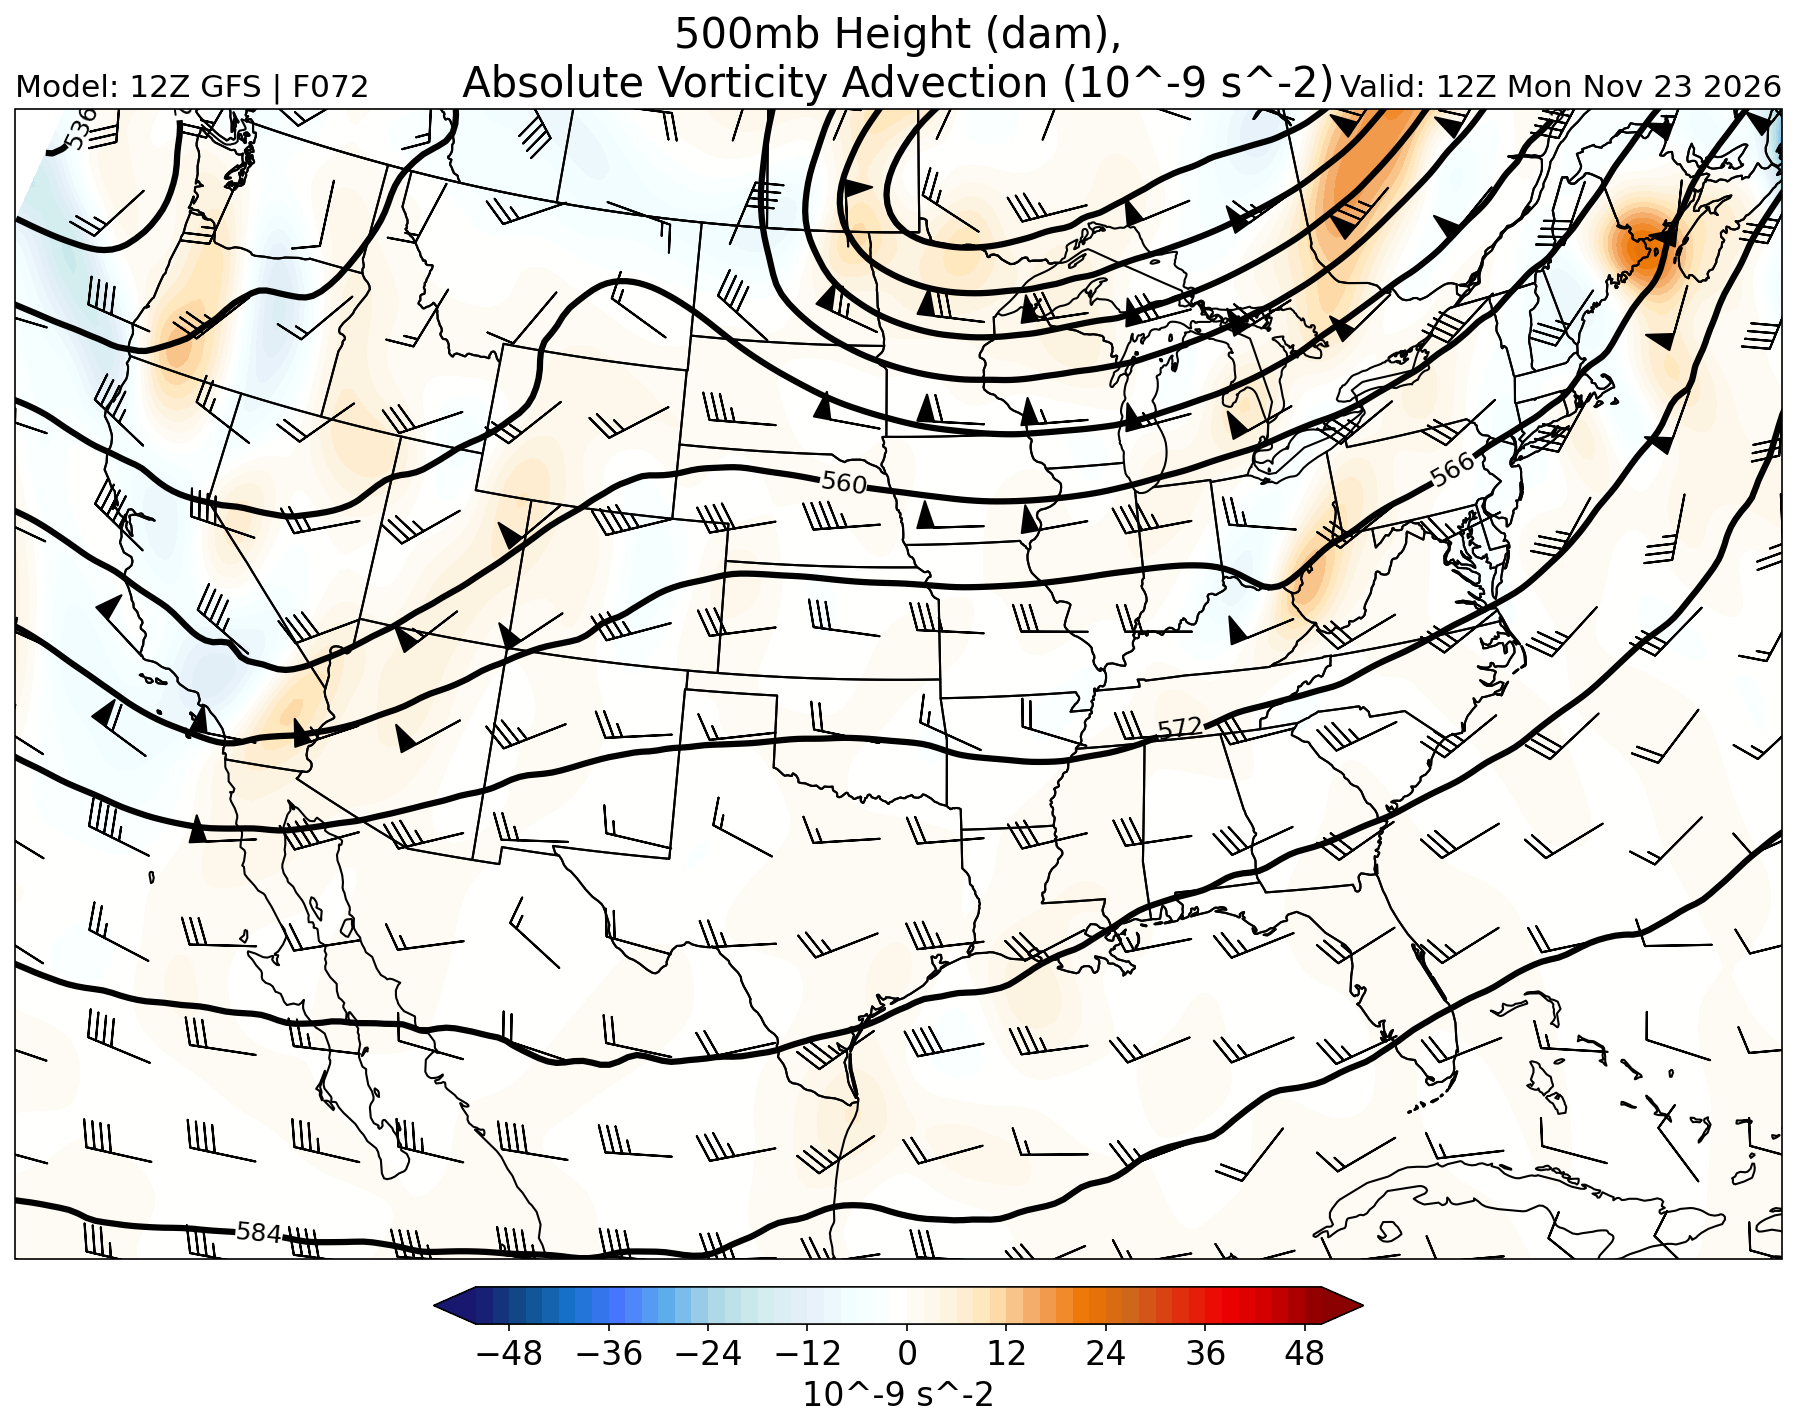 500mb Height (dam),
Model: 12Z GFS | F072
Absolute Vorticity Advection (10^-9 s^-2)
Valid: 12Z Mon Nov 23 2026
536
560
566
572
584
−48 −36 −24 −12 0 12 24 36 48
10^-9 s^-2